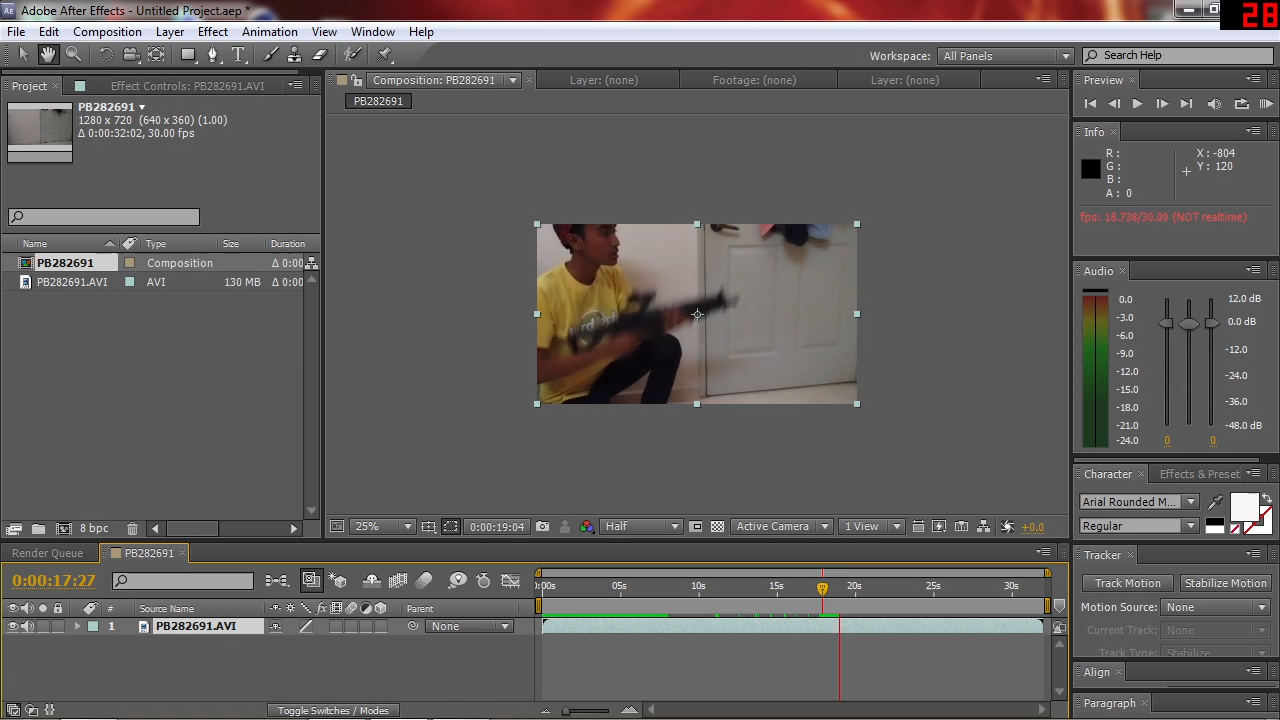 Adobe After Effects - Untitled Project.aep *
28
File Edit Composition Layer Effect Animation View Window Help
Workspace: All Panels Search Help
Project Effect Controls: PB282691.AVI
Composition: PB282691 Layer: (none) Footage: (none) Layer: (none)
Preview
PB282691
PB282691
1280 x 720 (640 x 360) (1.00)
Δ 0:00:32:02, 30.00 fps
Info
R :
G :
B :
A : 0
X : -804
Y : 120
fps: 18.738/30.00 (NOT realtime)
Name Type Size Duration
PB282691 Composition Δ 0:00
PB282691.AVI AVI 130 MB Δ 0:00
Audio
0.0
-3.0
-6.0
-9.0
-12.0
-15.0
-18.0
-21.0
-24.0
12.0 dB
0.0 dB
-12.0
-24.0
-36.0
-48.0 dB
0 0
Character Effects & Preset
Arial Rounded M...
Regular
8 bpc
25% 0:00:19:04 Half Active Camera 1 View +0.0
Render Queue PB282691
0:00:17:27
:00s 05s 10s 15s 20s 25s 30s
# Source Name Parent
1 PB282691.AVI None
Toggle Switches / Modes
Tracker
Track Motion Stabilize Motion
Motion Source: None
Current Track: None
Track Type: Stabilize
Align
Paragraph